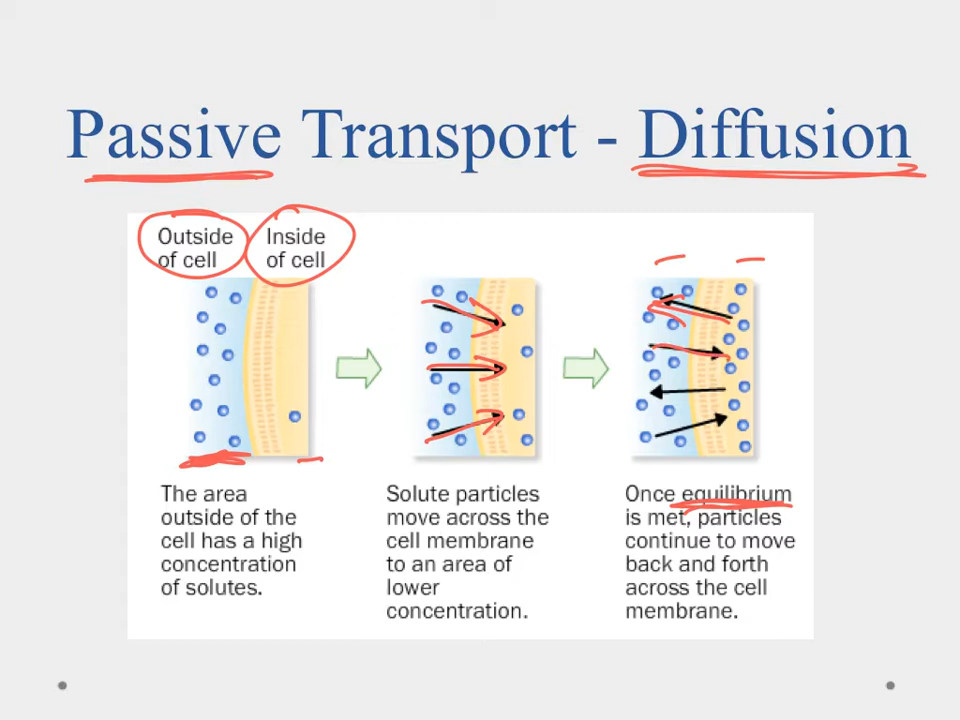 Passive Transport - Diffusion
Outside
of cell
Inside
of cell
The area
outside of the
cell has a high
concentration
of solutes.
Solute particles
move across the
cell membrane
to an area of
lower
concentration.
Once equilibrium
is met, particles
continue to move
back and forth
across the cell
membrane.